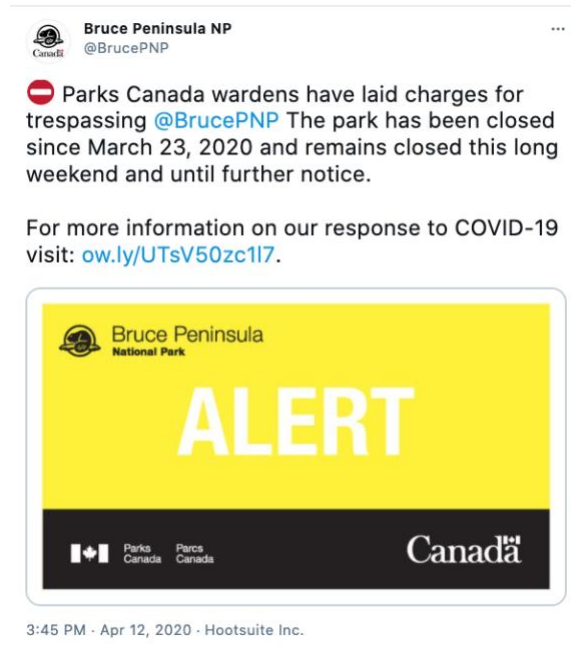 Bruce Peninsula NP
@BrucePNP
Canada
⛔ Parks Canada wardens have laid charges for
trespassing @BrucePNP The park has been closed
since March 23, 2020 and remains closed this long
weekend and until further notice.
For more information on our response to COVID-19
visit: ow.ly/UTsV50zc1l7.
Bruce Peninsula
National Park
ALERT
Parks Canada
Parcs Canada
Canada
3:45 PM · Apr 12, 2020 · Hootsuite Inc.